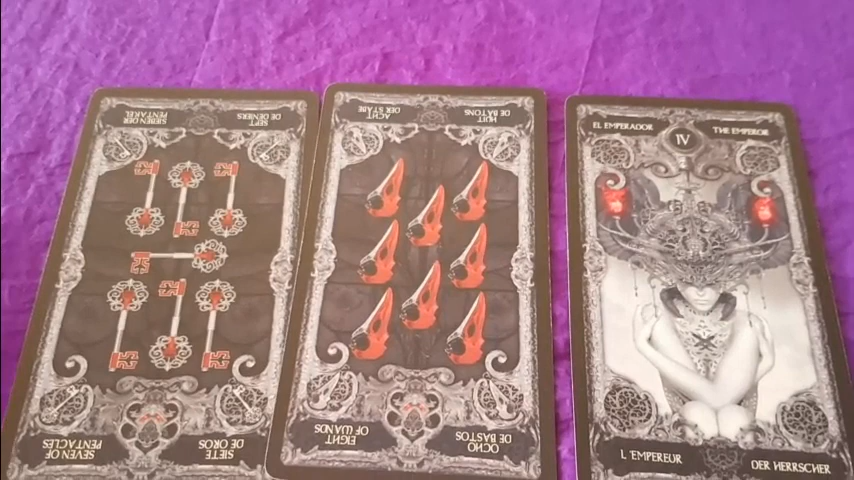 SIEBEN DER
PENTAKEL
SEPT
DE DENIERS
SIETE
DE OROS
SEVEN OF
PENTACLES
ACHT
DER STÄBE
HUIT
DE BATONS
OCHO
DE BASTOS
EIGHT
OF WANDS
EL EMPERADOR
IV
THE EMPEROR
L'EMPEREUR
DER HERRSCHER